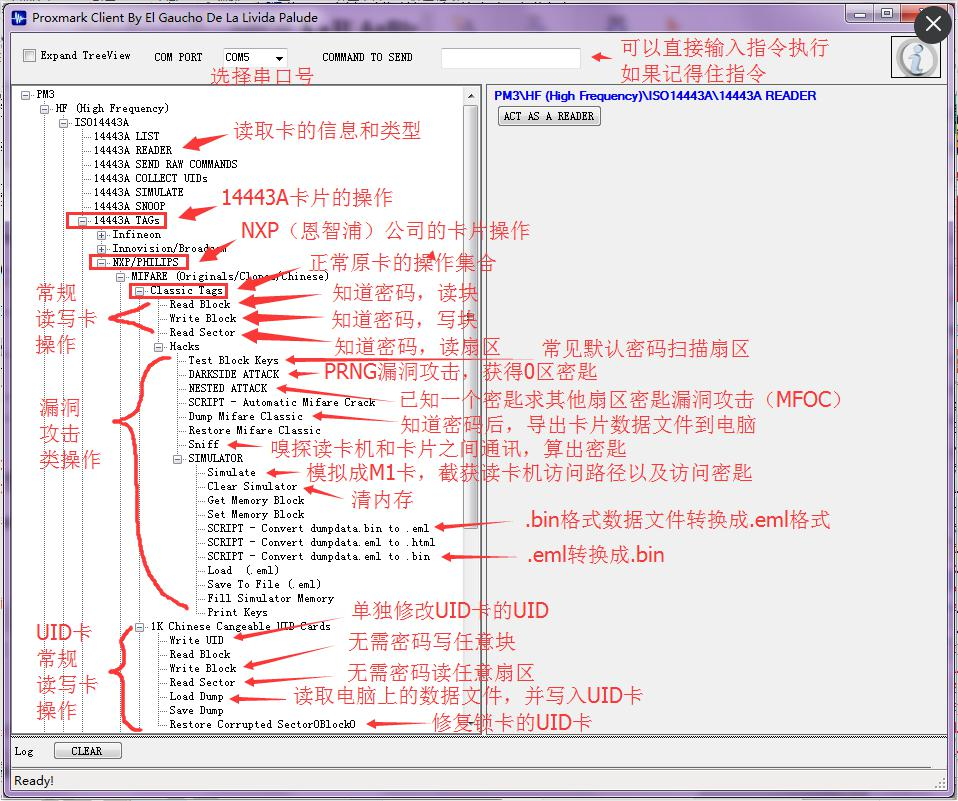 Proxmark Client By El Gaucho De La Livida Palude
Expand TreeView COM PORT COM5 COMMAND TO SEND
可以直接输入指令执行
如果记得住指令
选择串口号
PM3\HF (High Frequency)\ISO14443A\14443A READER
ACT AS A READER
PM3
HF (High Frequency)
ISO14443A
14443A LIST
14443A READER 读取卡的信息和类型
14443A SEND RAW COMMANDS
14443A COLLECT UIDs
14443A SIMULATE
14443A SNOOP
14443A TAGs 14443A卡片的操作
Infineon
Innovision/Broadcom
NXP/PHILIPS NXP（恩智浦）公司的卡片操作
MIFARE (Originals/Clones/Chinese)
Classic Tags 正常原卡的操作集合
常规
读写卡
操作
Read Block 知道密码，读块
Write Block 知道密码，写块
Read Sector 知道密码，读扇区
Hacks
漏洞
攻击
类操作
Test Block Keys 常见默认密码扫描扇区
DARKSIDE ATTACK PRNG漏洞攻击，获得0区密匙
NESTED ATTACK 已知一个密匙求其他扇区密匙漏洞攻击（MFOC）
SCRIPT - Automatic Mifare Crack
Dump Mifare Classic 知道密码后，导出卡片数据文件到电脑
Restore Mifare Classic
Sniff 嗅探读卡机和卡片之间通讯，算出密匙
SIMULATOR
Simulate 模拟成M1卡，截获读卡机访问路径以及访问密匙
Clear Simulator 清内存
Get Memory Block
Set Memory Block
SCRIPT - Convert dumpdata.bin to .eml .bin格式数据文件转换成.eml格式
SCRIPT - Convert dumpdata.eml to .html
SCRIPT - Convert dumpdata.eml to .bin .eml转换成.bin
Load (.eml)
Save To File (.eml)
Fill Simulator Memory
Print Keys
UID卡
常规
读写卡
操作
1K Chinese Cangeable UID Cards
Write UID 单独修改UID卡的UID
Read Block
Write Block 无需密码写任意块
Read Sector 无需密码读任意扇区
Load Dump 读取电脑上的数据文件，并写入UID卡
Save Dump
Restore Corrupted Sector0Block0 修复锁卡的UID卡
Log CLEAR
Ready!